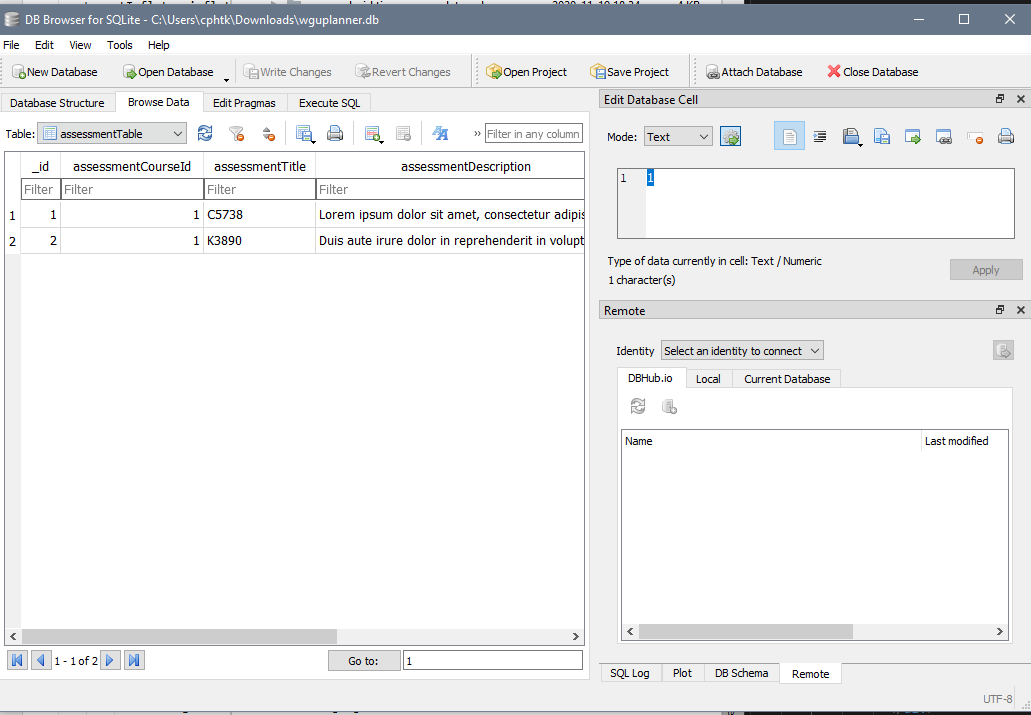 DB Browser for SQLite - C:\Users\cphtk\Downloads\wguplanner.db
File Edit View Tools Help
New Database Open Database Write Changes Revert Changes Open Project Save Project Attach Database Close Database
Database Structure Browse Data Edit Pragmas Execute SQL
Table: assessmentTable » Filter in any column
_id assessmentCourseId assessmentTitle assessmentDescription
Filter Filter Filter Filter
1 1 1 C5738 Lorem ipsum dolor sit amet, consectetur adipis
2 2 1 K3890 Duis aute irure dolor in reprehenderit in volupt
1 - 1 of 2 Go to: 1
Edit Database Cell
Mode: Text
1 1
Type of data currently in cell: Text / Numeric
1 character(s)
Apply
Remote
Identity Select an identity to connect
DBHub.io Local Current Database
Name Last modified
SQL Log Plot DB Schema Remote
UTF-8